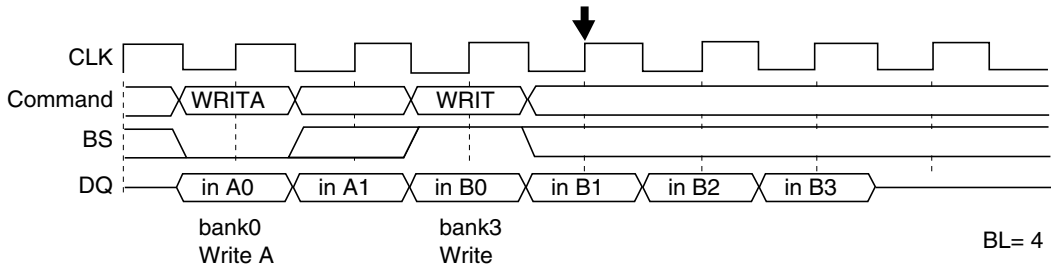 CLK
Command WRITA WRIT
BS
DQ in A0 in A1 in B0 in B1 in B2 in B3
bank0 bank3
Write A Write BL= 4